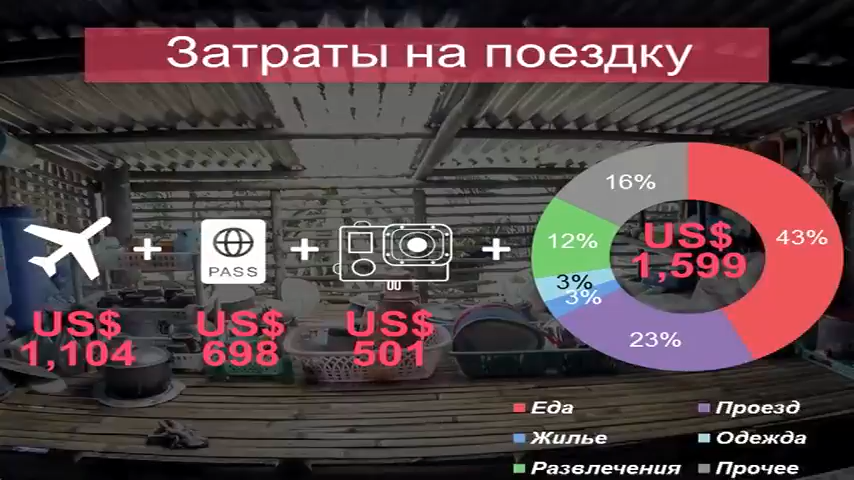 Затраты на поездку
16%
43%
12%
US$
1,599
3%
3%
23%
PASS
US$
1,104
US$
698
US$
501
Еда
Проезд
Жилье
Одежда
Развлечения
Прочее